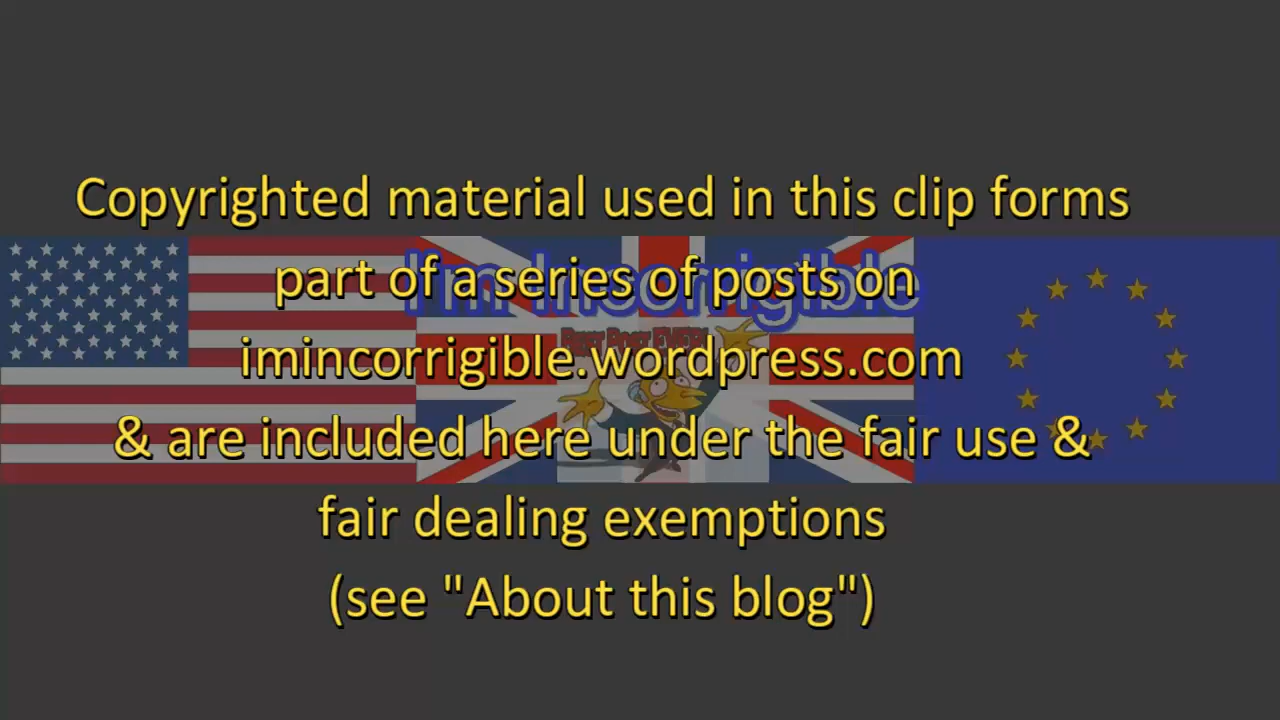 Copyrighted material used in this clip forms
part of a series of posts on
I'm Incorrigible
imincorrigible.wordpress.com
& are included here under the fair use &
fair dealing exemptions
(see "About this blog")